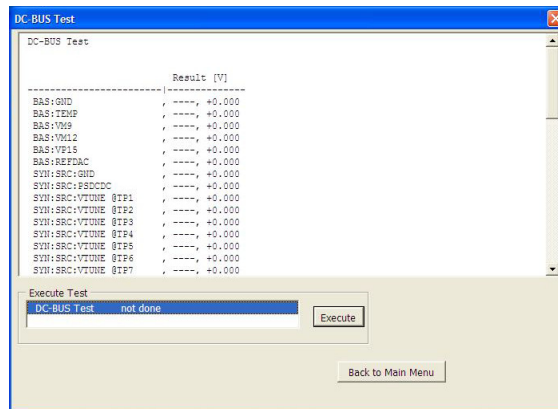 DC-BUS Test
DC-BUS Test
Result [V]
------------------------|--------------
BAS:GND , ----, +0.000
BAS:TEMP , ----, +0.000
BAS:VM9 , ----, +0.000
BAS:VM12 , ----, +0.000
BAS:VP15 , ----, +0.000
BAS:REFDAC , ----, +0.000
SYN:SRC:GND , ----, +0.000
SYN:SRC:PSDCDC , ----, +0.000
SYN:SRC:VTUNE @TP1 , ----, +0.000
SYN:SRC:VTUNE @TP2 , ----, +0.000
SYN:SRC:VTUNE @TP3 , ----, +0.000
SYN:SRC:VTUNE @TP4 , ----, +0.000
SYN:SRC:VTUNE @TP5 , ----, +0.000
SYN:SRC:VTUNE @TP6 , ----, +0.000
SYN:SRC:VTUNE @TP7 , ----, +0.000
Execute Test
DC-BUS Test not done
Execute
Back to Main Menu